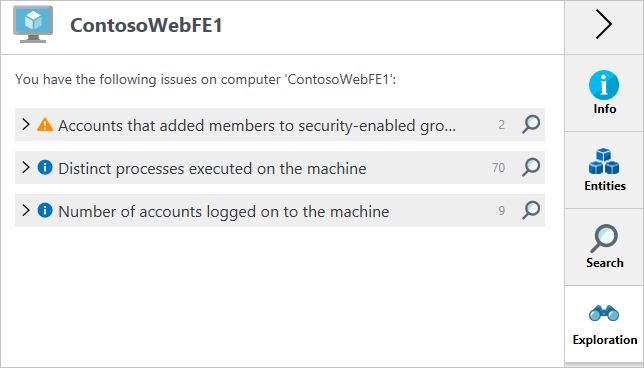 ContosoWebFE1
You have the following issues on computer 'ContosoWebFE1':
Accounts that added members to security-enabled gro... 2
Distinct processes executed on the machine 70
Number of accounts logged on to the machine 9
Info
Entities
Search
Exploration